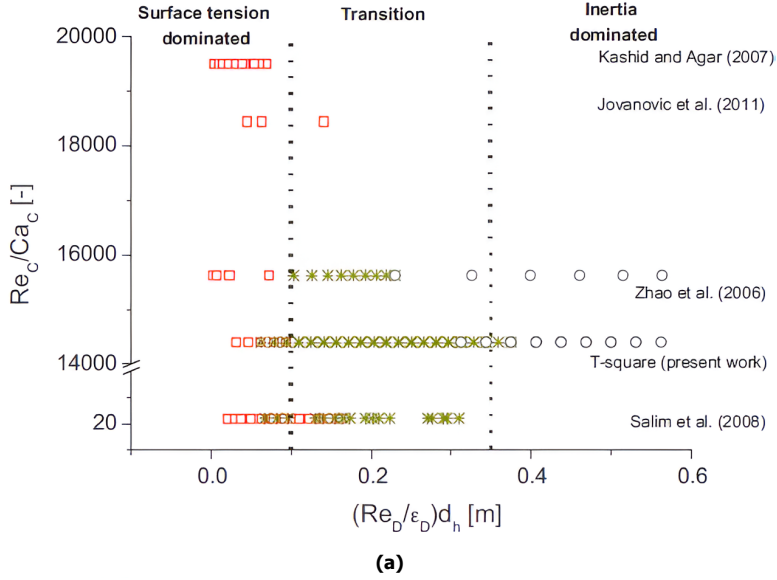 Surface tension
dominated
Transition
Inertia
dominated
20000
18000
16000
14000
20
Re_C/Ca_C [-]
Kashid and Agar (2007)
Jovanovic et al. (2011)
Zhao et al. (2006)
T-square (present work)
Salim et al. (2008)
0.0 0.2 0.4 0.6
(Re_D/ε_D)d_h [m]
(a)